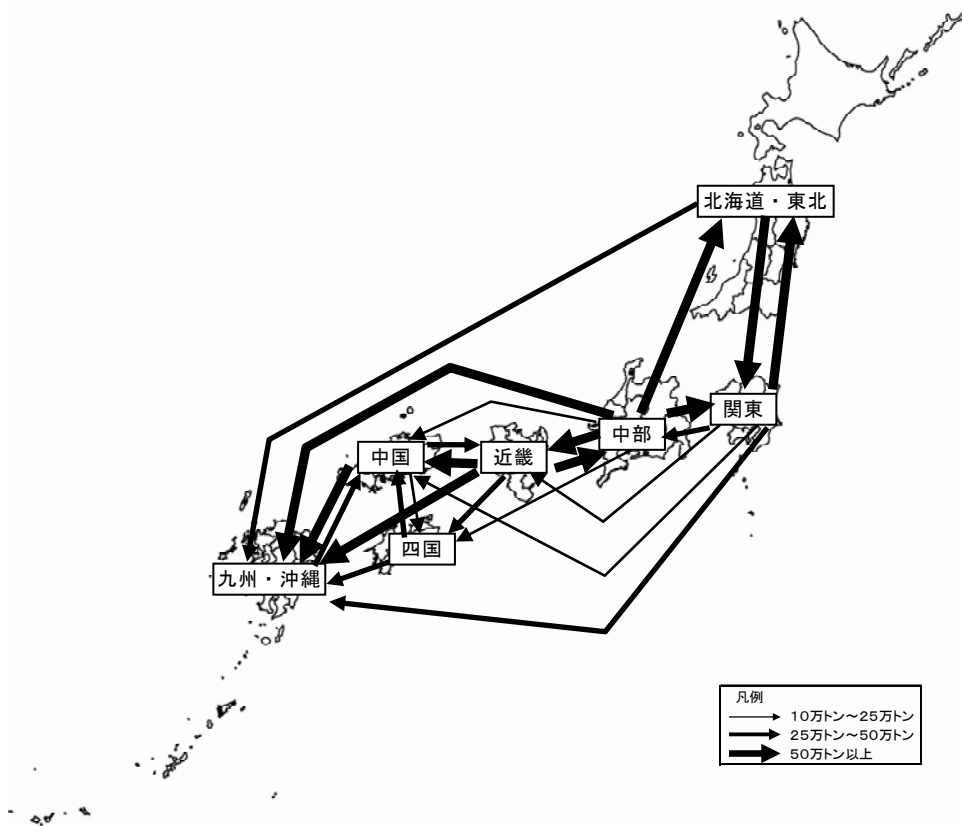 北海道・東北
関東
中部
中国
近畿
四国
九州・沖縄
凡例
10万トン～25万トン
25万トン～50万トン
50万トン以上